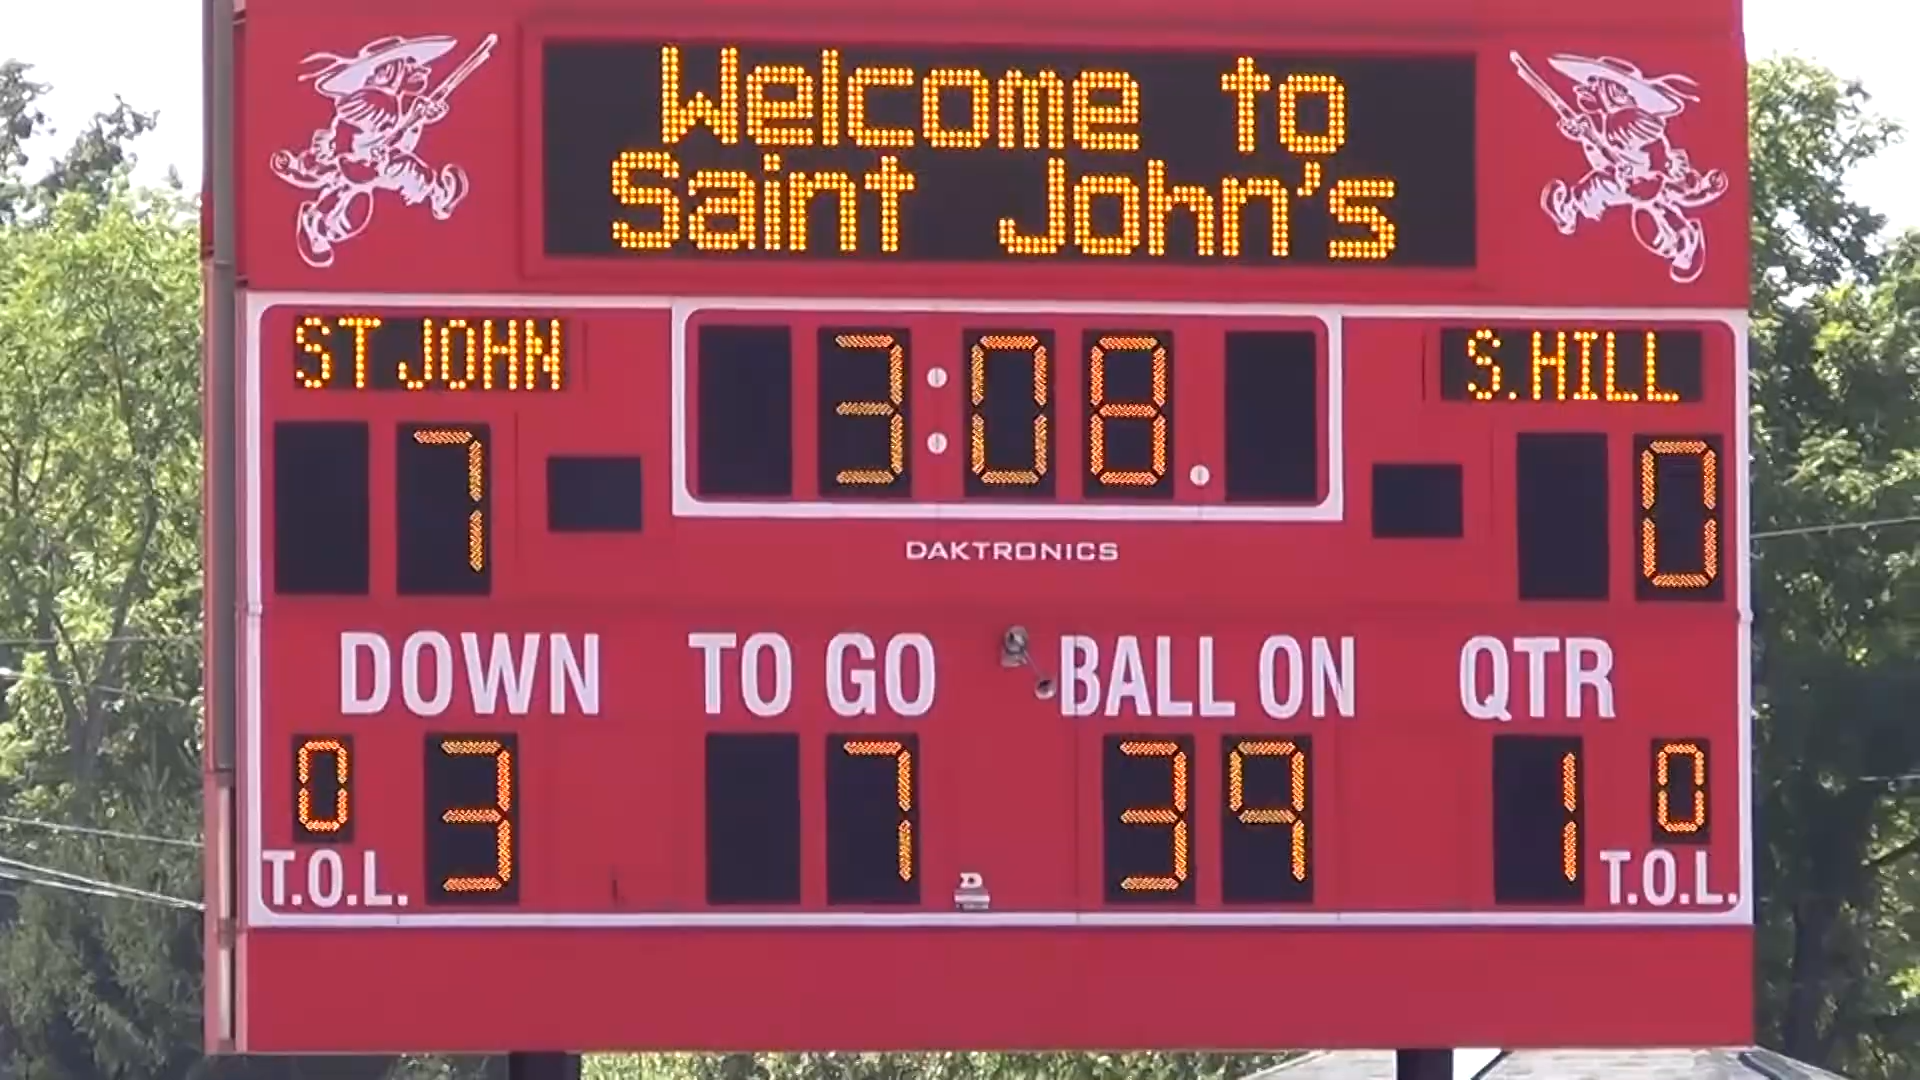 Welcome to
Saint John's
ST JOHN 3:08 S.HILL
7 0
DAKTRONICS
DOWN TO GO BALL ON QTR
0 3 7 39 1 0
T.O.L. T.O.L.